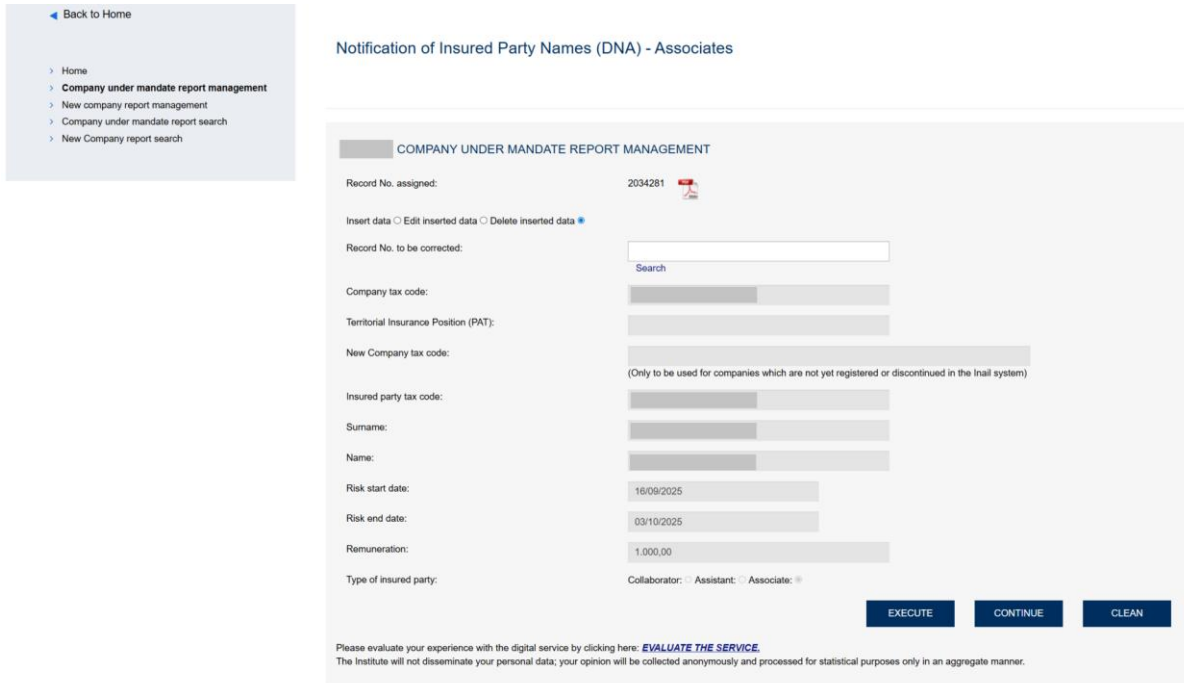 Back to Home
Home
Company under mandate report management
New company report management
Company under mandate report search
New Company report search
Notification of Insured Party Names (DNA) - Associates
COMPANY UNDER MANDATE REPORT MANAGEMENT
Record No. assigned: 2034281
Insert data Edit inserted data Delete inserted data
Record No. to be corrected:
Search
Company tax code:
Territorial Insurance Position (PAT):
New Company tax code:
(Only to be used for companies which are not yet registered or discontinued in the Inail system)
Insured party tax code:
Surname:
Name:
Risk start date: 16/09/2025
Risk end date: 03/10/2025
Remuneration: 1.000,00
Type of insured party: Collaborator: Assistant: Associate:
EXECUTE CONTINUE CLEAN
Please evaluate your experience with the digital service by clicking here: EVALUATE THE SERVICE.
The Institute will not disseminate your personal data; your opinion will be collected anonymously and processed for statistical purposes only in an aggregate manner.